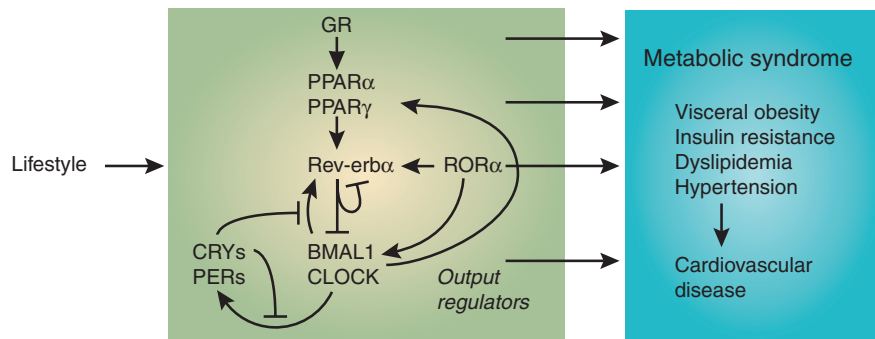 GR
PPARα
PPARγ
Lifestyle
Rev-erbα
RORα
CRYs
PERs
BMAL1
CLOCK
Output
regulators
Metabolic syndrome
Visceral obesity
Insulin resistance
Dyslipidemia
Hypertension
Cardiovascular
disease